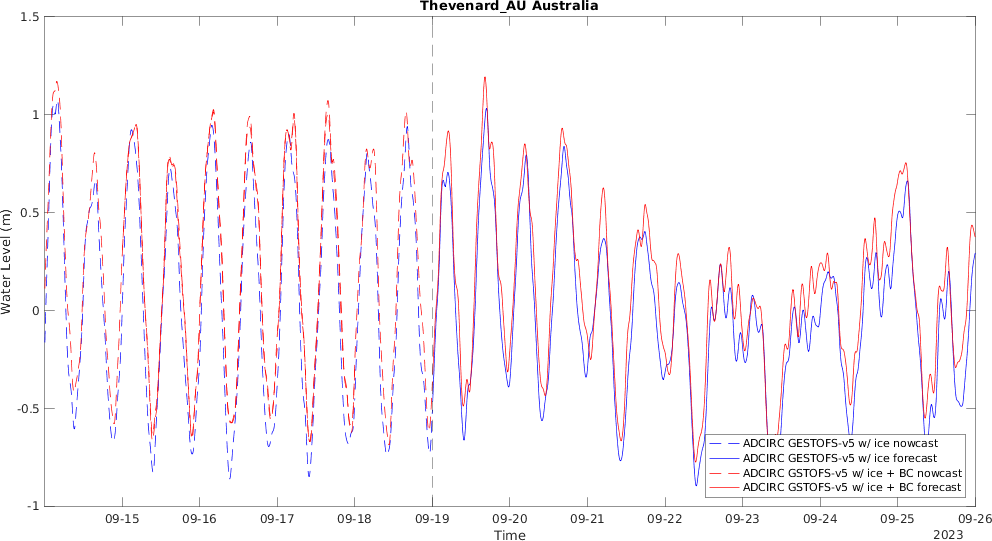 Thevenard_AU Australia
1.5
1
0.5
0
-0.5
-1
Water Level (m)
ADCIRC GESTOFS-v5 w/ ice nowcast
ADCIRC GESTOFS-v5 w/ ice forecast
ADCIRC GSTOFS-v5 w/ ice + BC nowcast
ADCIRC GSTOFS-v5 w/ ice + BC forecast
09-15 09-16 09-17 09-18 09-19 09-20 09-21 09-22 09-23 09-24 09-25 09-26
Time
2023